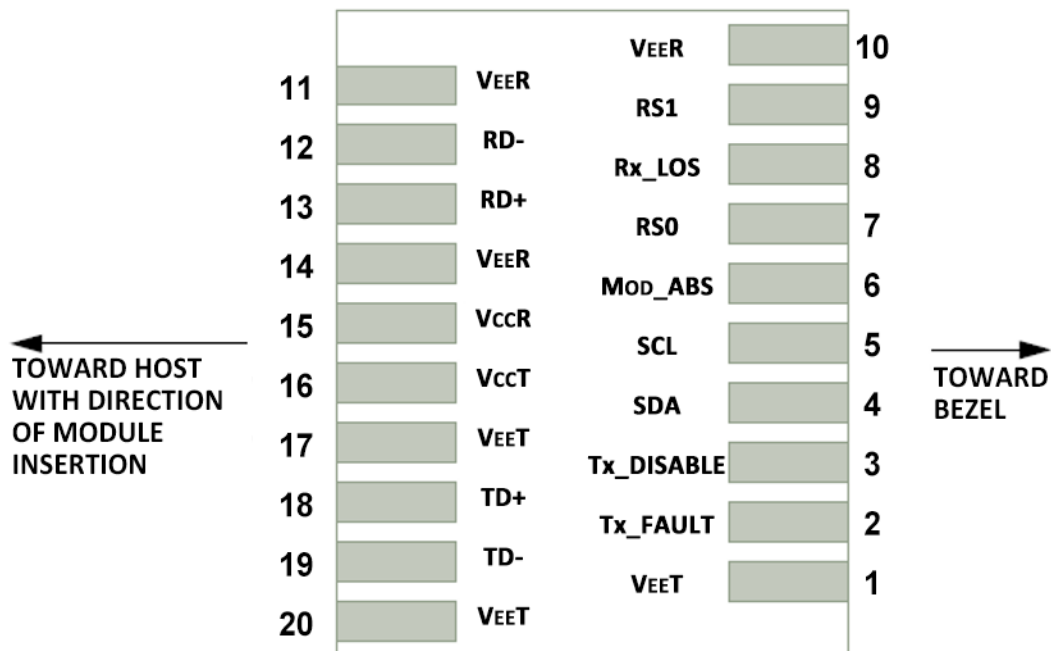 VEER 10
11 VEER
RS1 9
12 RD-
Rx_LOS 8
13 RD+
RS0 7
14 VEER
MOD_ABS 6
15 VCCR
SCL 5
16 VCCT
SDA 4
17 VEET
Tx_DISABLE 3
18 TD+
Tx_FAULT 2
19 TD-
VEET 1
20 VEET
TOWARD HOST
WITH DIRECTION
OF MODULE
INSERTION
TOWARD
BEZEL